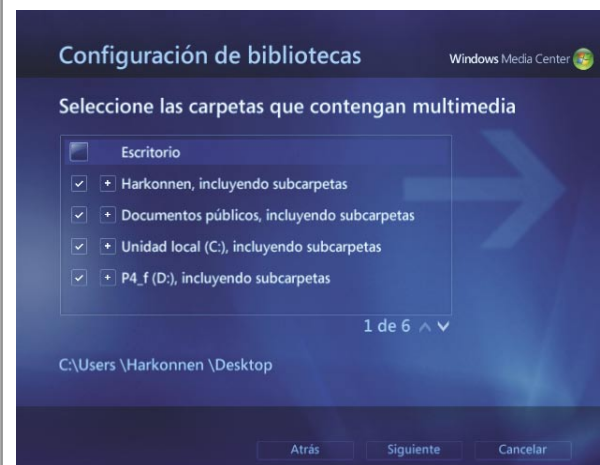 Configuración de bibliotecas
Windows Media Center
Seleccione las carpetas que contengan multimedia
Escritorio
Harkonnen, incluyendo subcarpetas
Documentos públicos, incluyendo subcarpetas
Unidad local (C:), incluyendo subcarpetas
P4_f (D:), incluyendo subcarpetas
1 de 6
C:\Users \Harkonnen \Desktop
Atrás Siguiente Cancelar